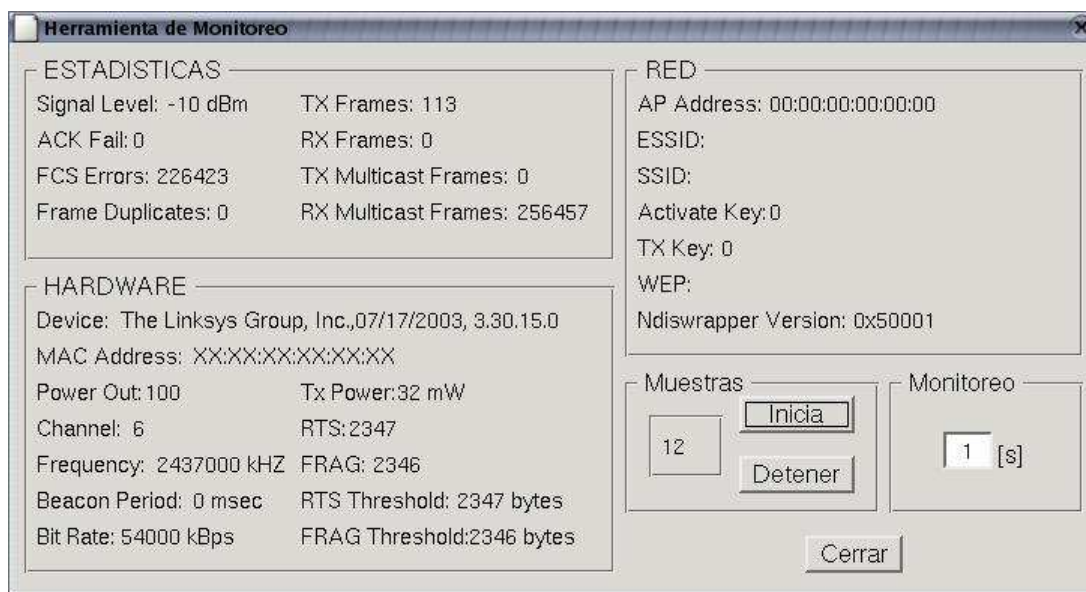 Herramienta de Monitoreo
ESTADISTICAS
Signal Level: -10 dBm TX Frames: 113
ACK Fail: 0 RX Frames: 0
FCS Errors: 226423 TX Multicast Frames: 0
Frame Duplicates: 0 RX Multicast Frames: 256457
HARDWARE
Device: The Linksys Group, Inc.,07/17/2003, 3.30.15.0
MAC Address: XX:XX:XX:XX:XX:XX
Power Out: 100 Tx Power:32 mW
Channel: 6 RTS:2347
Frequency: 2437000 kHZ FRAG: 2346
Beacon Period: 0 msec RTS Threshold: 2347 bytes
Bit Rate: 54000 kBps FRAG Threshold:2346 bytes
RED
AP Address: 00:00:00:00:00:00
ESSID:
SSID:
Activate Key:0
TX Key: 0
WEP:
Ndiswrapper Version: 0x50001
Muestras
12
Inicia
Detener
Monitoreo
1 [s]
Cerrar